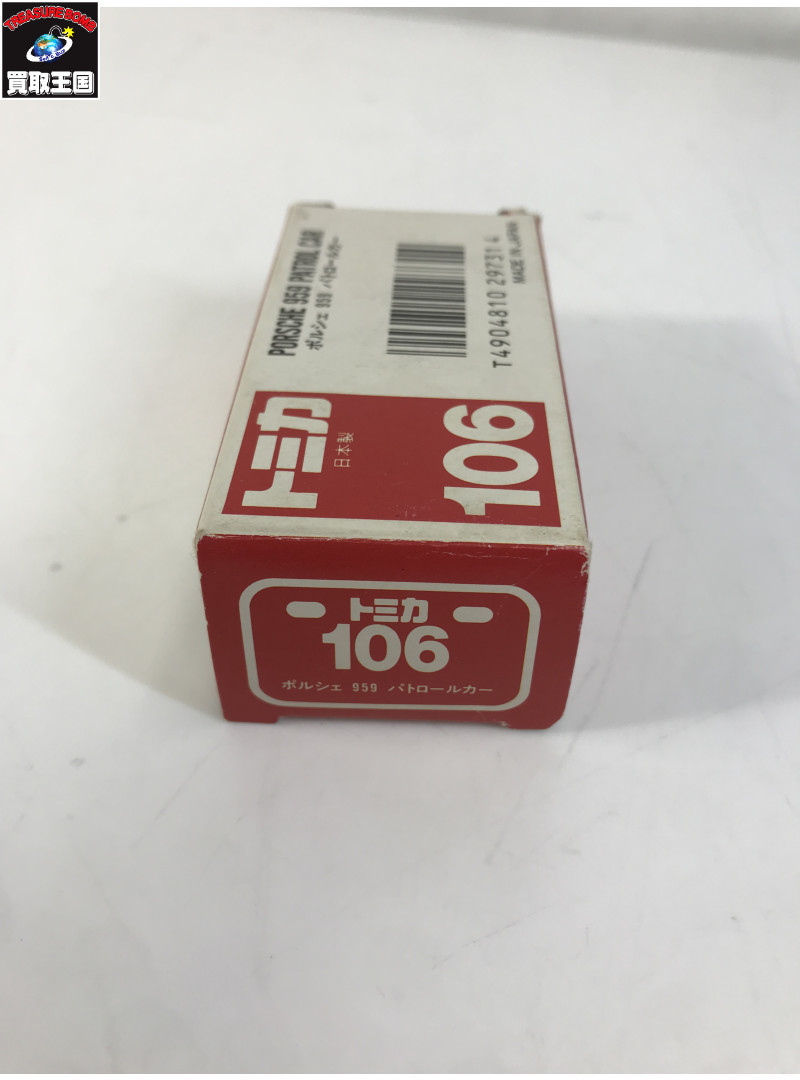 TREASURE BOMB
買取王国
PORSCHE 959 PATROL CAR
ポルシェ 959 パトロールカー
T4904810 29731 4
MADE IN JAPAN
トミカ
日本製
106
トミカ
106
ポルシェ 959 パトロールカー